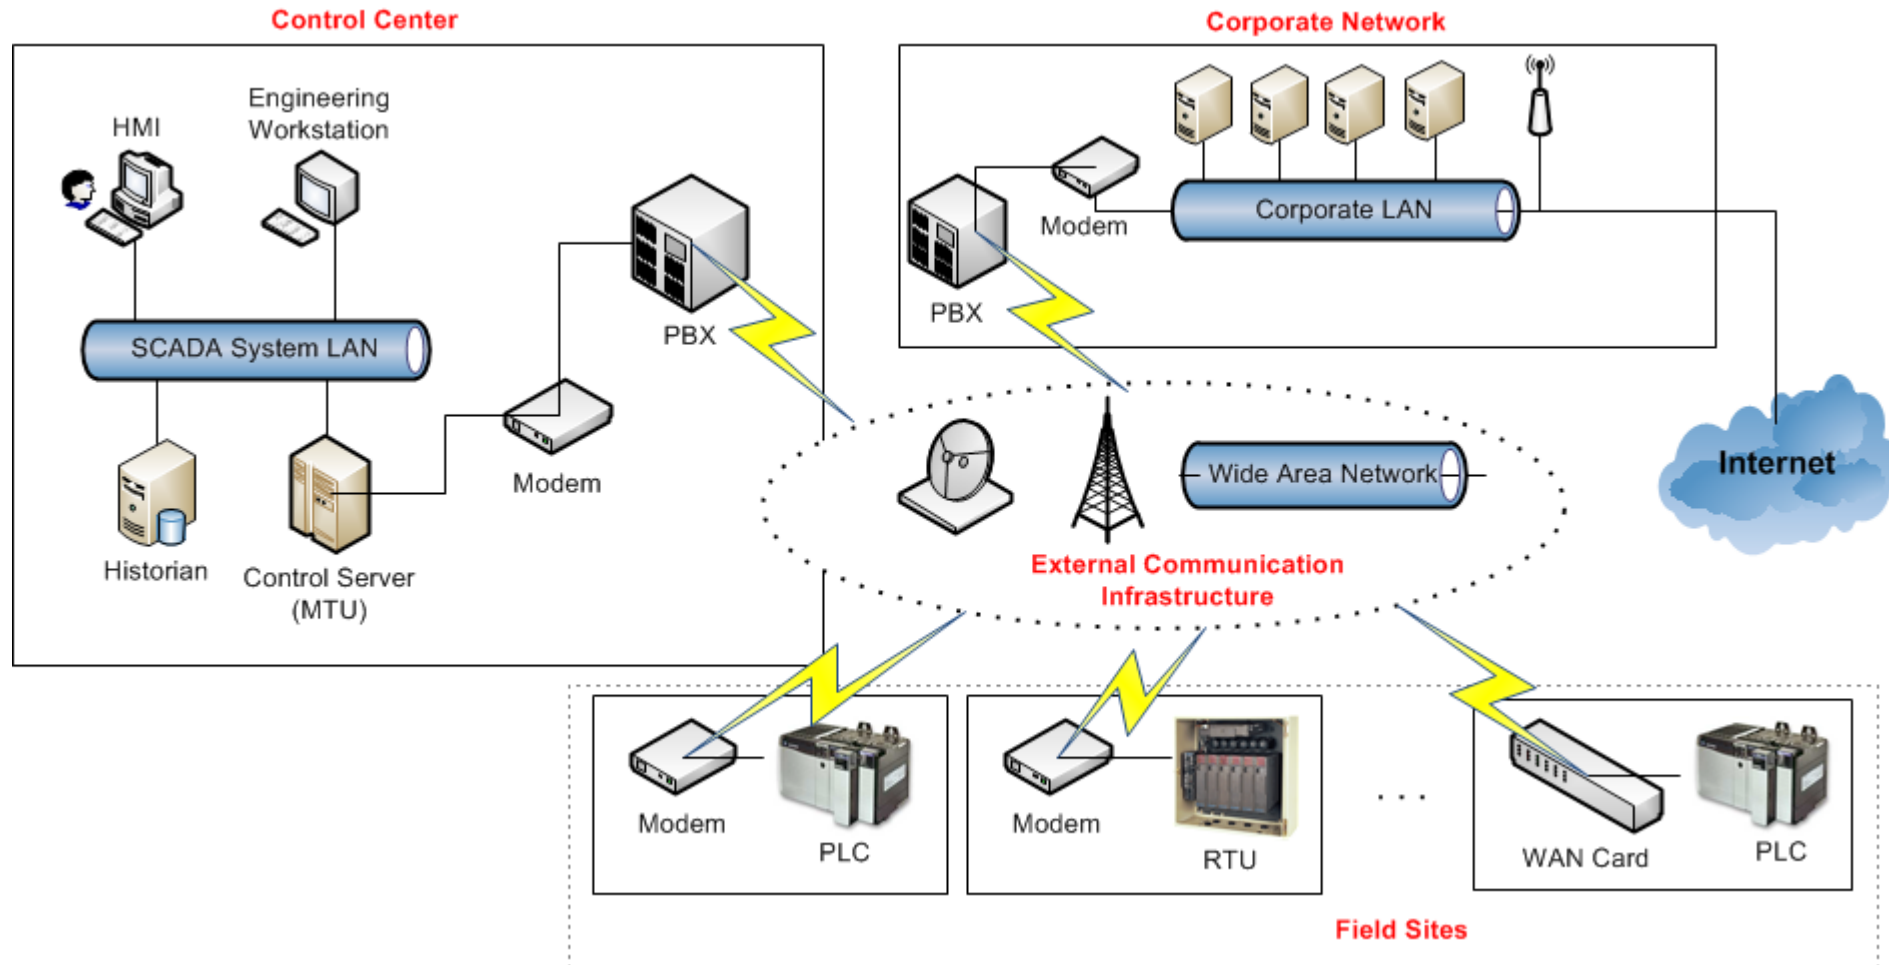 Control Center
Corporate Network
Engineering
Workstation
HMI
SCADA System LAN
PBX
Modem
Historian
Control Server
(MTU)
Modem
Corporate LAN
PBX
Internet
Wide Area Network
External Communication
Infrastructure
Modem
PLC
Modem
RTU
. . .
WAN Card
PLC
Field Sites